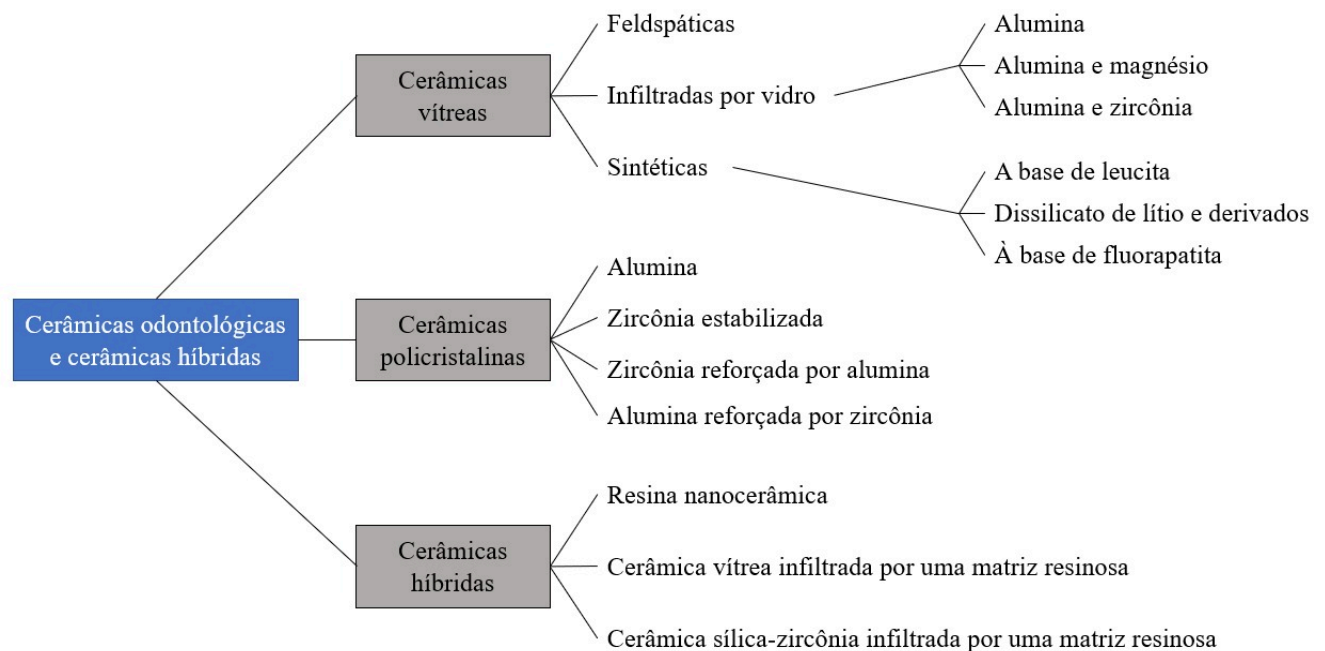 Feldspáticas
Alumina
Cerâmicas
vítreas
Infiltradas por vidro
Alumina e magnésio
Alumina e zircônia
Sintéticas
A base de leucita
Dissilicato de lítio e derivados
À base de fluorapatita
Cerâmicas odontológicas
e cerâmicas híbridas
Cerâmicas
policristalinas
Alumina
Zircônia estabilizada
Zircônia reforçada por alumina
Alumina reforçada por zircônia
Cerâmicas
híbridas
Resina nanocerâmica
Cerâmica vítrea infiltrada por uma matriz resinosa
Cerâmica sílica-zircônia infiltrada por uma matriz resinosa